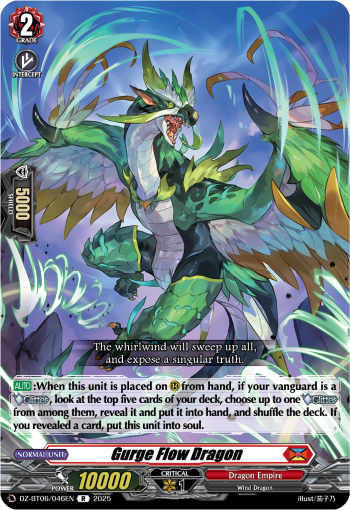 2
GRADE
INTERCEPT
5000
SHIELD
The whirlwind will sweep up all,
and expose a singular truth.
AUTO:When this unit is placed on R from hand, if your vanguard is a
Glitter, look at the top five cards of your deck, choose up to one Glitter
from among them, reveal it and put it into hand, and shuffle the deck. If
you revealed a card, put this unit into soul.
NORMAL UNIT
Gurge Flow Dragon
POWER 10000
CRITICAL
1
Dragon Empire
Wind Dragon
DZ-BT06/046EN R 2025
illust/茄子乃